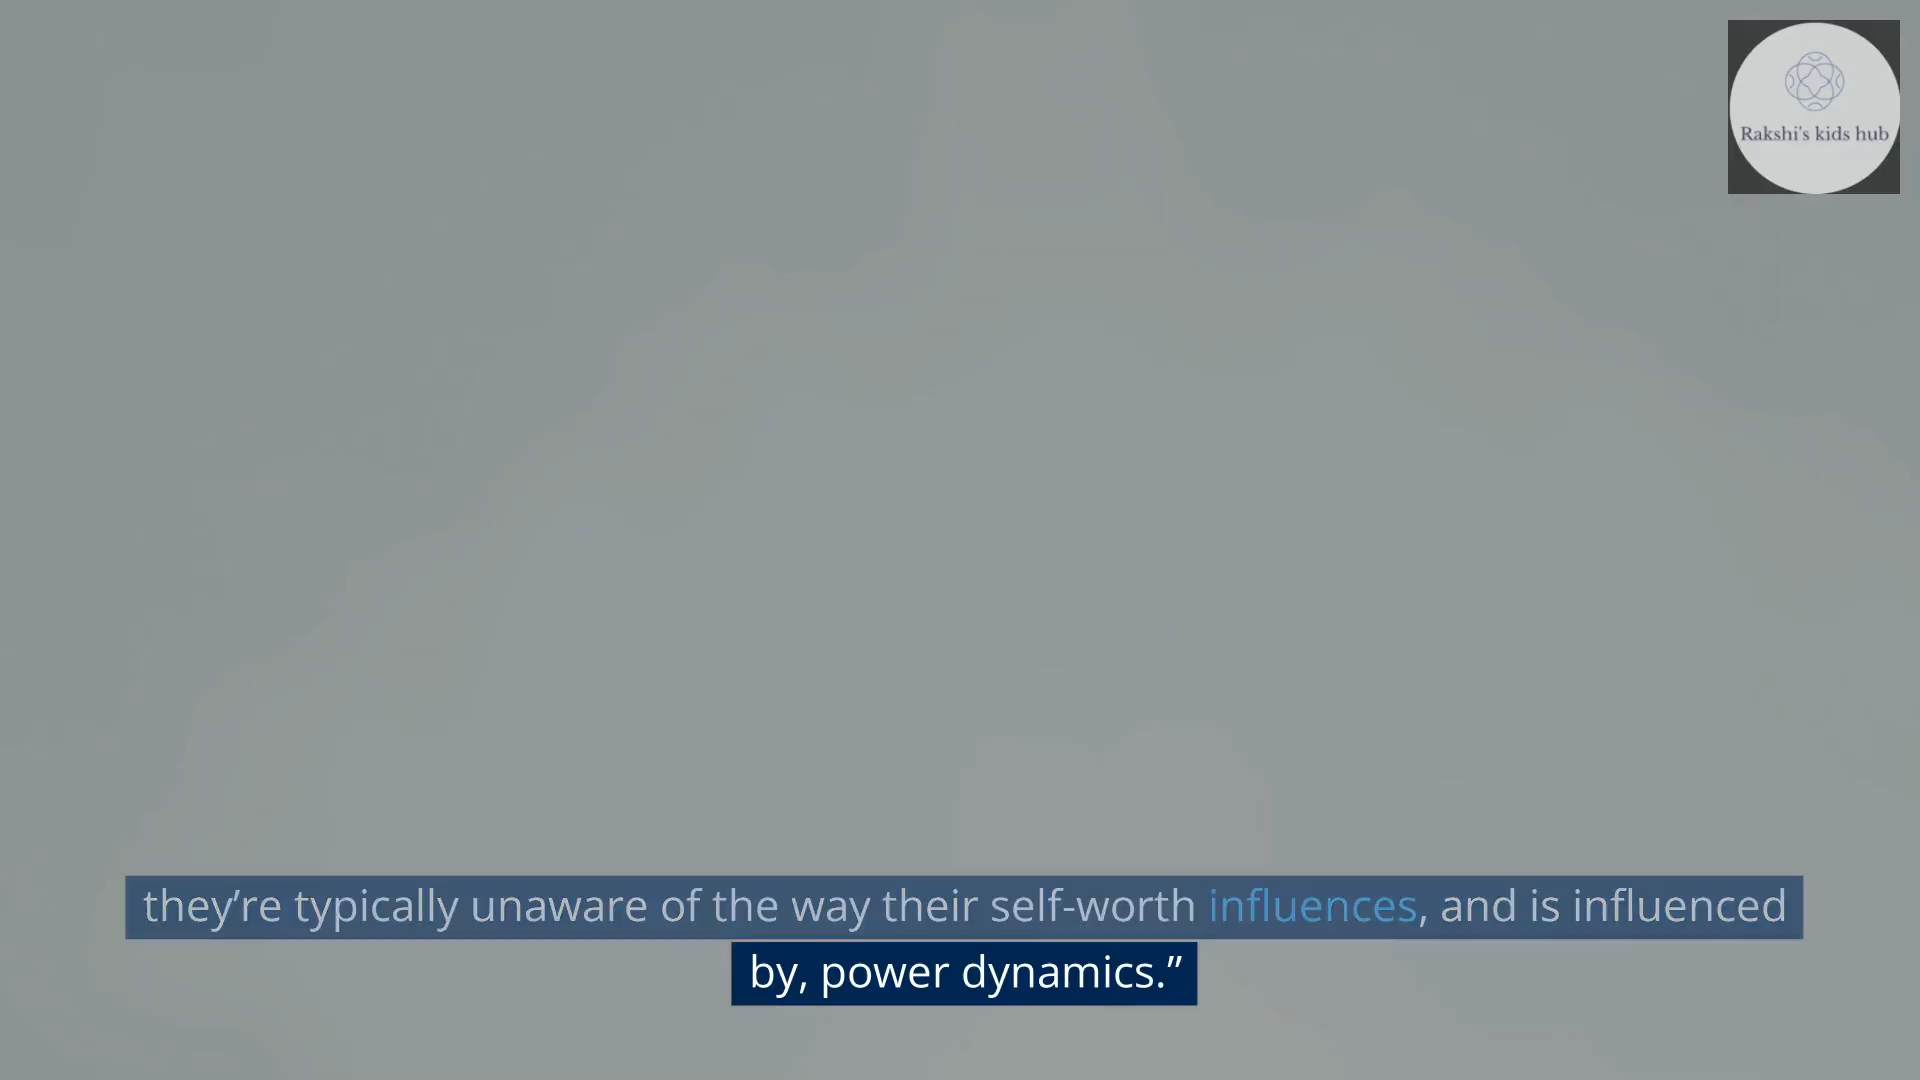 Rakshi's kids hub
they’re typically unaware of the way their self-worth influences, and is influenced
by, power dynamics.”